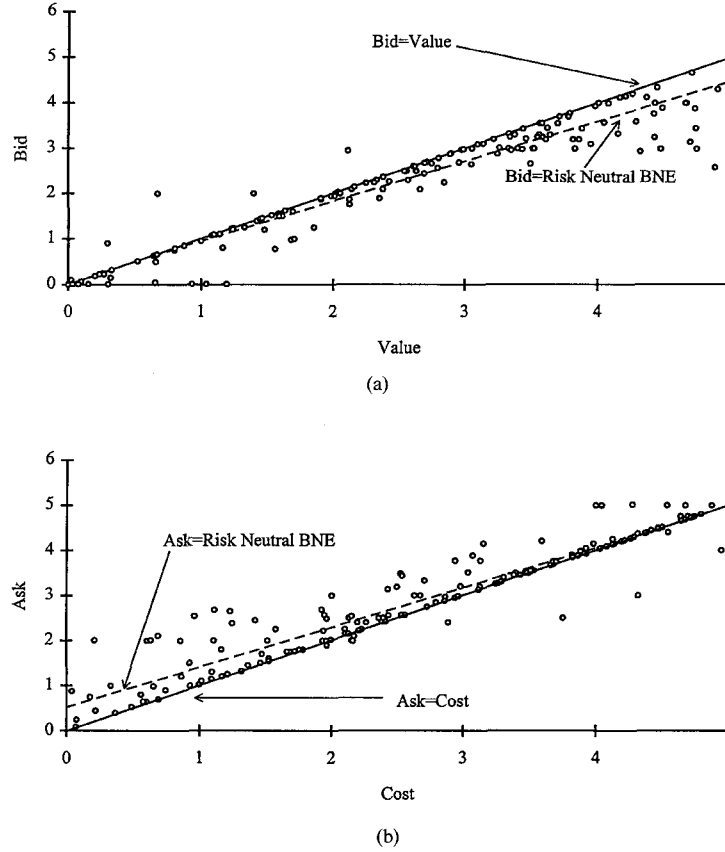 6
5
Bid=Value
4
Bid
3
Bid=Risk Neutral BNE
2
1
0
0 1 2 3 4
Value
(a)
6
5
Ask=Risk Neutral BNE
4
Ask
3
2
1
Ask=Cost
0
0 1 2 3 4
Cost
(b)